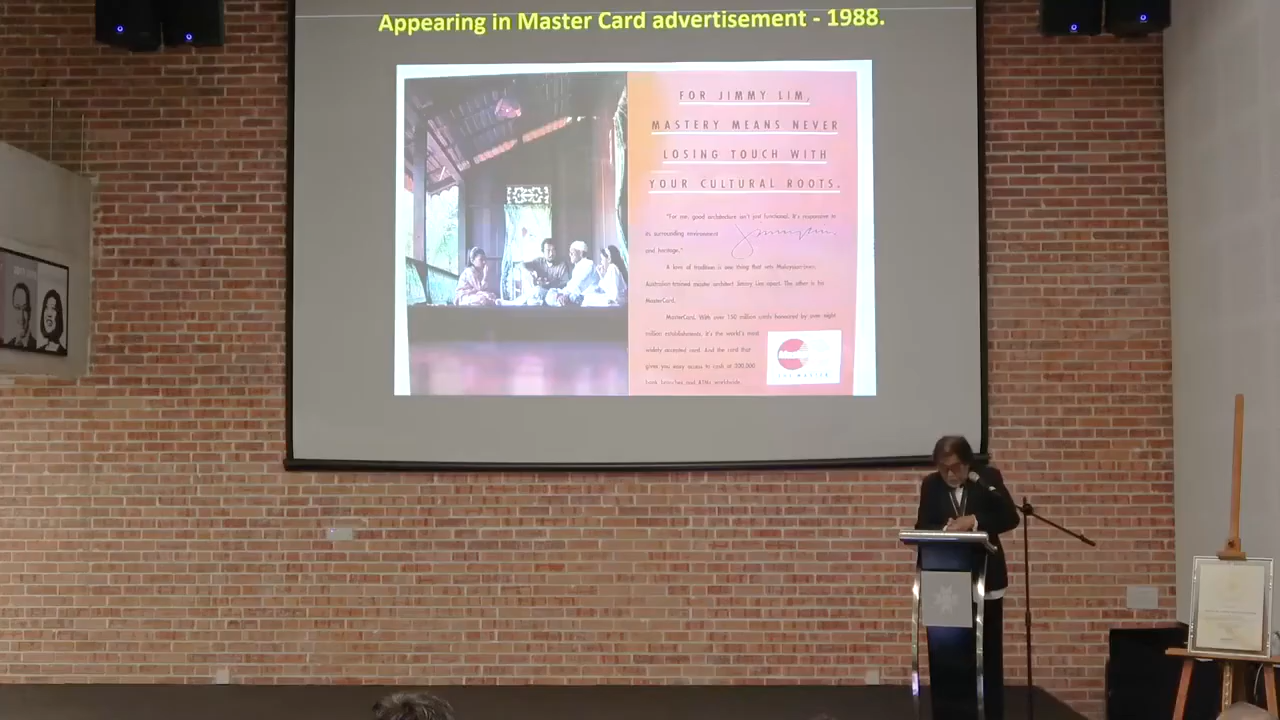 Appearing in Master Card advertisement - 1988.
FOR JIMMY LIM,
MASTERY MEANS NEVER
LOSING TOUCH WITH
YOUR CULTURAL ROOTS.
"For me, good architecture isn't just functional. It's responsive to
its surrounding environment
and heritage."
A love of tradition is one thing that sets Malaysian-born,
Australian-trained master architect Jimmy Lim apart. The other is his
MasterCard.
MasterCard. With over 150 million cards honoured by over eight
million establishments, it's the world's most
widely accepted card. And the card that
gives you easy access to cash at 200,000
bank branches and ATMs worldwide.